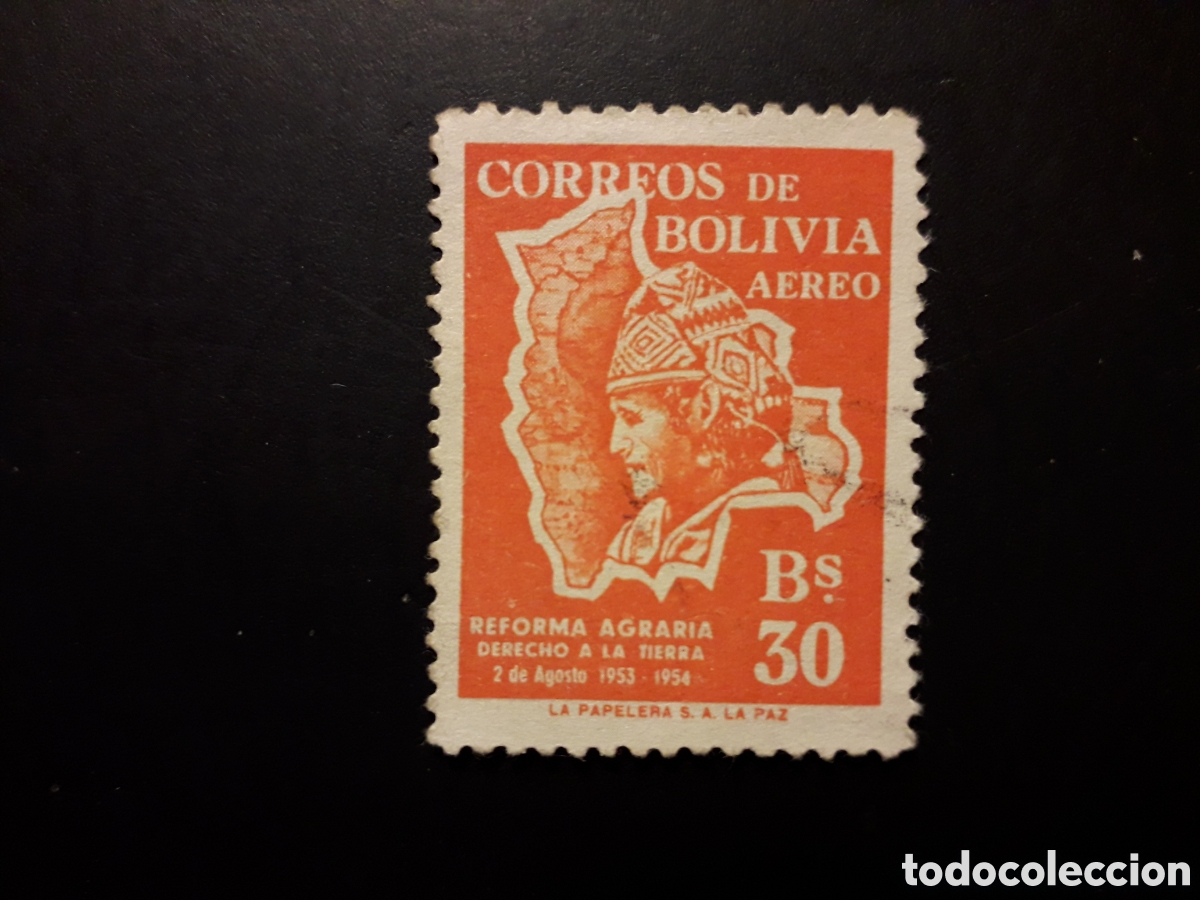 CORREOS DE
BOLIVIA
AEREO
Bs.
30
REFORMA AGRARIA
DERECHO A LA TIERRA
2 de Agosto 1953 - 1954
LA PAPELERA S. A. LA PAZ
todocoleccion